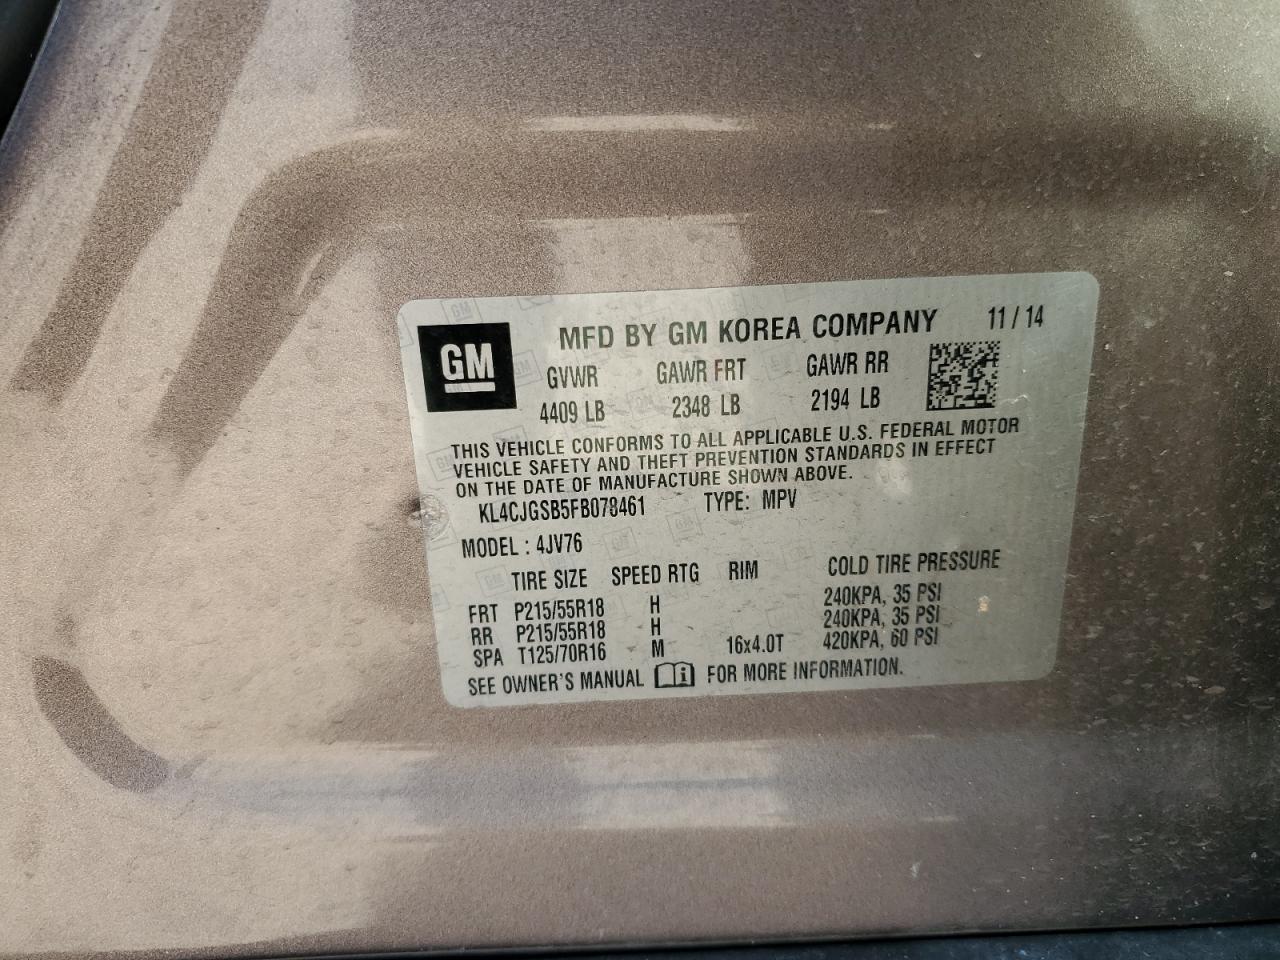 GM
MFD BY GM KOREA COMPANY 11 / 14
GVWR GAWR FRT GAWR RR
4409 LB 2348 LB 2194 LB
THIS VEHICLE CONFORMS TO ALL APPLICABLE U.S. FEDERAL MOTOR
VEHICLE SAFETY AND THEFT PREVENTION STANDARDS IN EFFECT
ON THE DATE OF MANUFACTURE SHOWN ABOVE.
KL4CJGSB5FB078461 TYPE: MPV
MODEL : 4JV76
TIRE SIZE SPEED RTG RIM COLD TIRE PRESSURE
FRT P215/55R18 H 240KPA, 35 PSI
RR P215/55R18 H 240KPA, 35 PSI
SPA T125/70R16 M 16x4.0T 420KPA, 60 PSI
SEE OWNER'S MANUAL i FOR MORE INFORMATION.